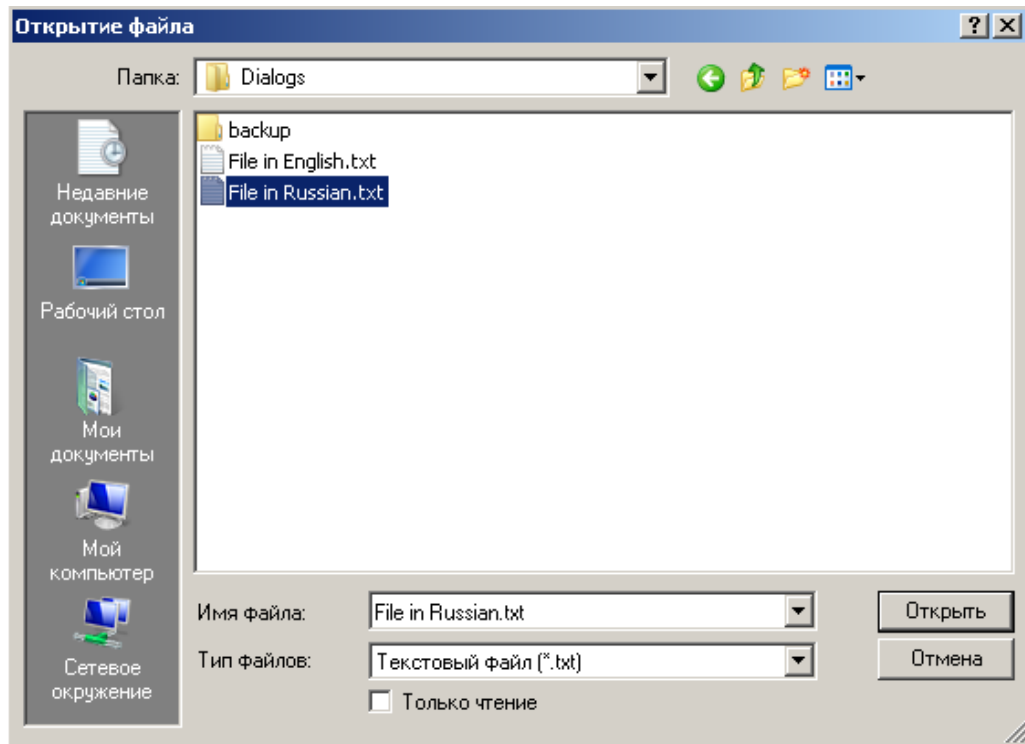 Открытие файла
Папка: Dialogs
Недавние
документы
Рабочий стол
Мои
документы
Мой
компьютер
Сетевое
окружение
backup
File in English.txt
File in Russian.txt
Имя файла: File in Russian.txt Открыть
Тип файлов: Текстовый файл (*.txt) Отмена
Только чтение